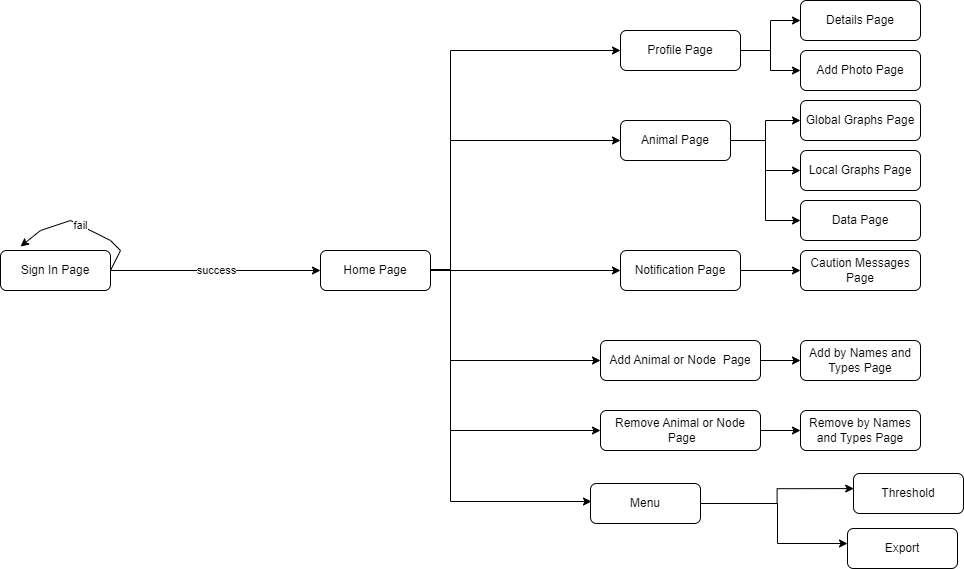 Details Page
Profile Page
Add Photo Page
Global Graphs Page
Animal Page
Local Graphs Page
Data Page
fail
Sign In Page
success
Home Page
Notification Page
Caution Messages
Page
Add Animal or Node  Page
Add by Names and
Types Page
Remove Animal or Node
Page
Remove by Names
and Types Page
Menu
Threshold
Export